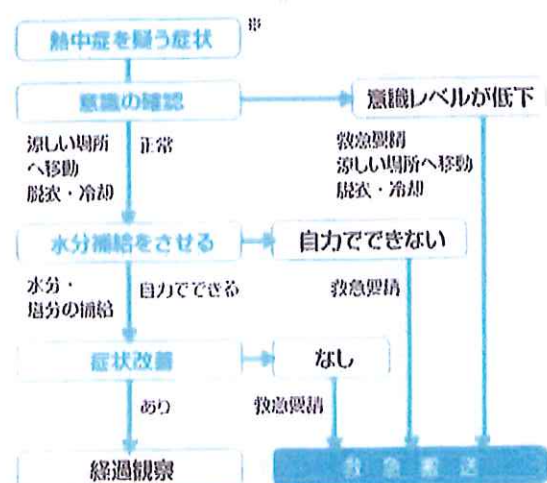 熱中症を疑う症状 ※
意識の確認
意識レベルが低下
涼しい場所
へ移動
脱衣・冷却
正常
救急要請
涼しい場所へ移動
脱衣・冷却
水分補給をさせる
自力でできない
水分・
塩分の補給
自力でできる
救急要請
症状改善
なし
あり
救急要請
経過観察
救急搬送